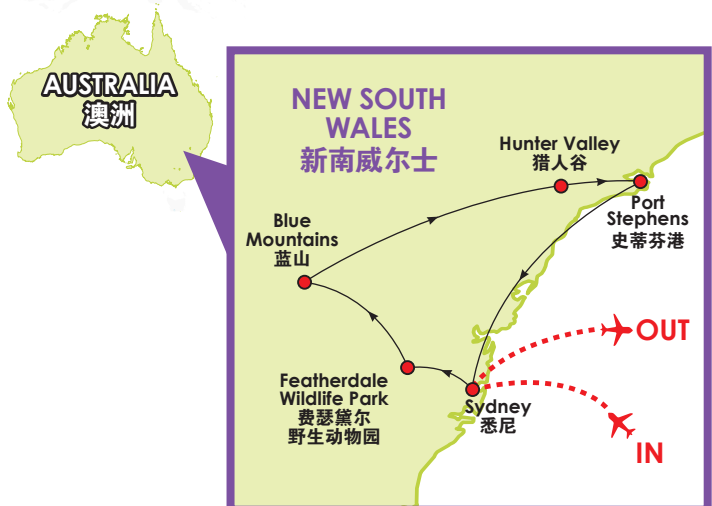 AUSTRALIA
澳洲
NEW SOUTH
WALES
新南威尔士
Hunter Valley
猎人谷
Port
Stephens
史蒂芬港
Blue
Mountains
蓝山
Featherdale
Wildlife Park
费瑟黛尔
野生动物园
Sydney
悉尼
OUT
IN